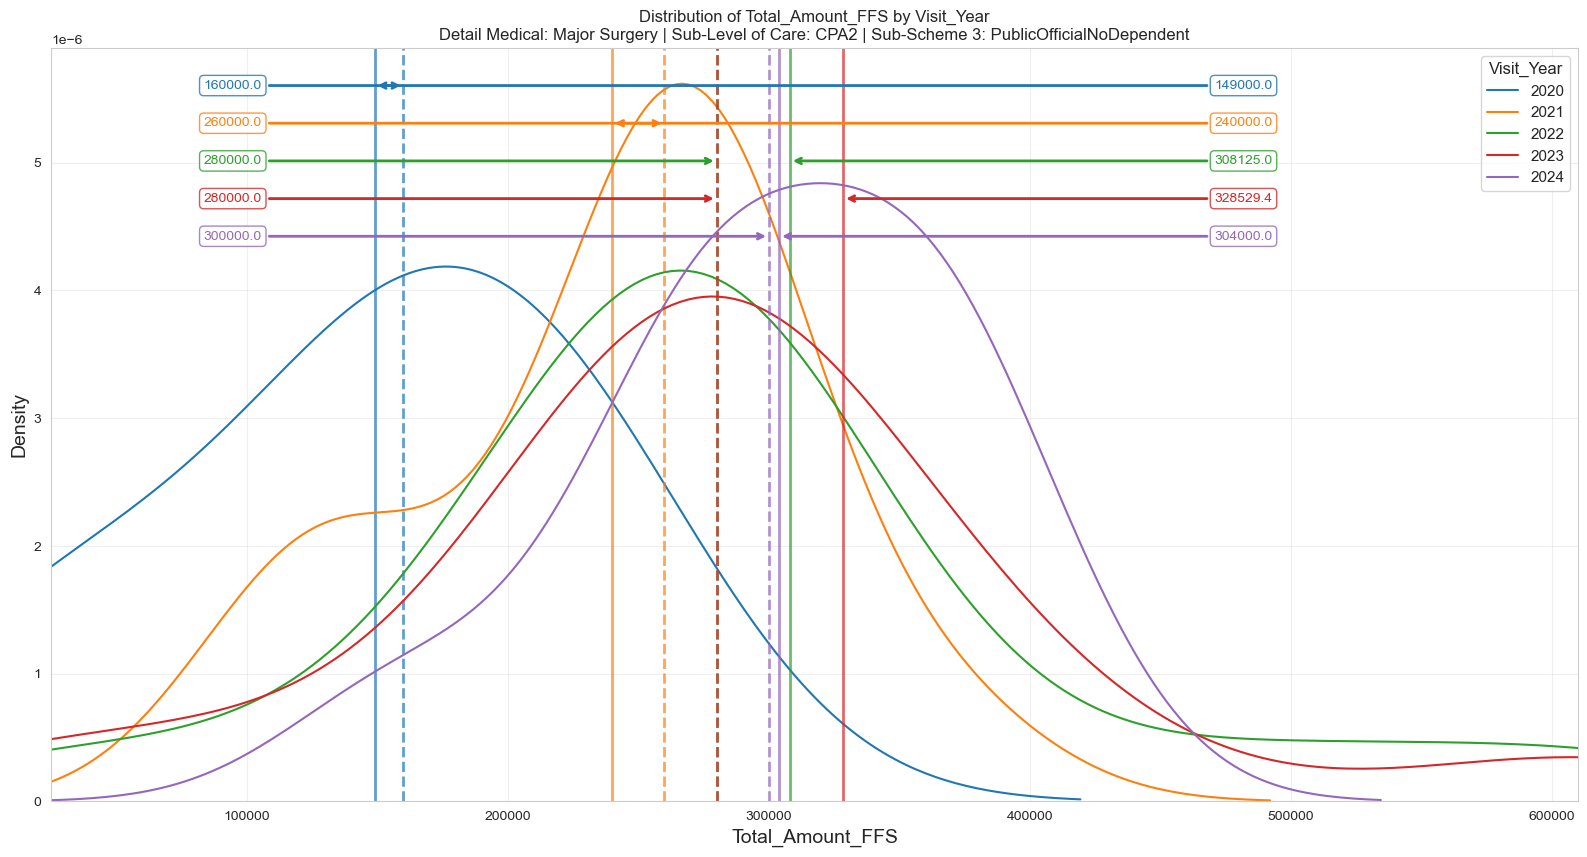 Distribution of Total_Amount_FFS by Visit_Year
Detail Medical: Major Surgery | Sub-Level of Care: CPA2 | Sub-Scheme 3: PublicOfficialNoDependent
1e−6
Visit_Year
2020
2021
2022
2023
2024
160000.0 149000.0
260000.0 240000.0
280000.0 308125.0
280000.0 328529.4
300000.0 304000.0
5
4
3
2
1
0
Density
100000 200000 300000 400000 500000 600000
Total_Amount_FFS